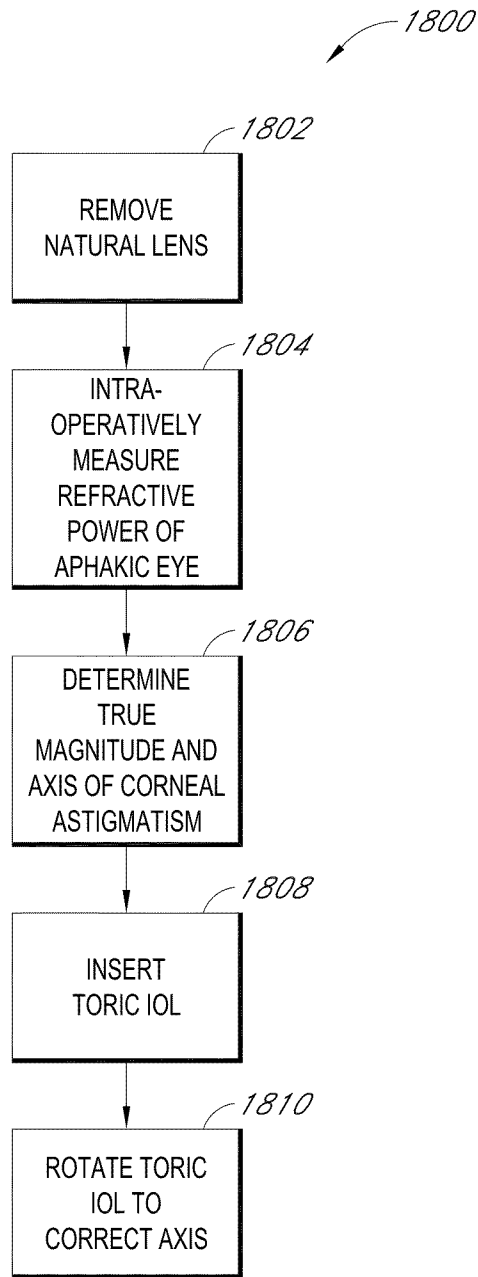 1800
1802
REMOVE
NATURAL LENS
1804
INTRA-
OPERATIVELY
MEASURE
REFRACTIVE
POWER OF
APHAKIC EYE
1806
DETERMINE
TRUE
MAGNITUDE AND
AXIS OF CORNEAL
ASTIGMATISM
1808
INSERT
TORIC IOL
1810
ROTATE TORIC
IOL TO
CORRECT AXIS